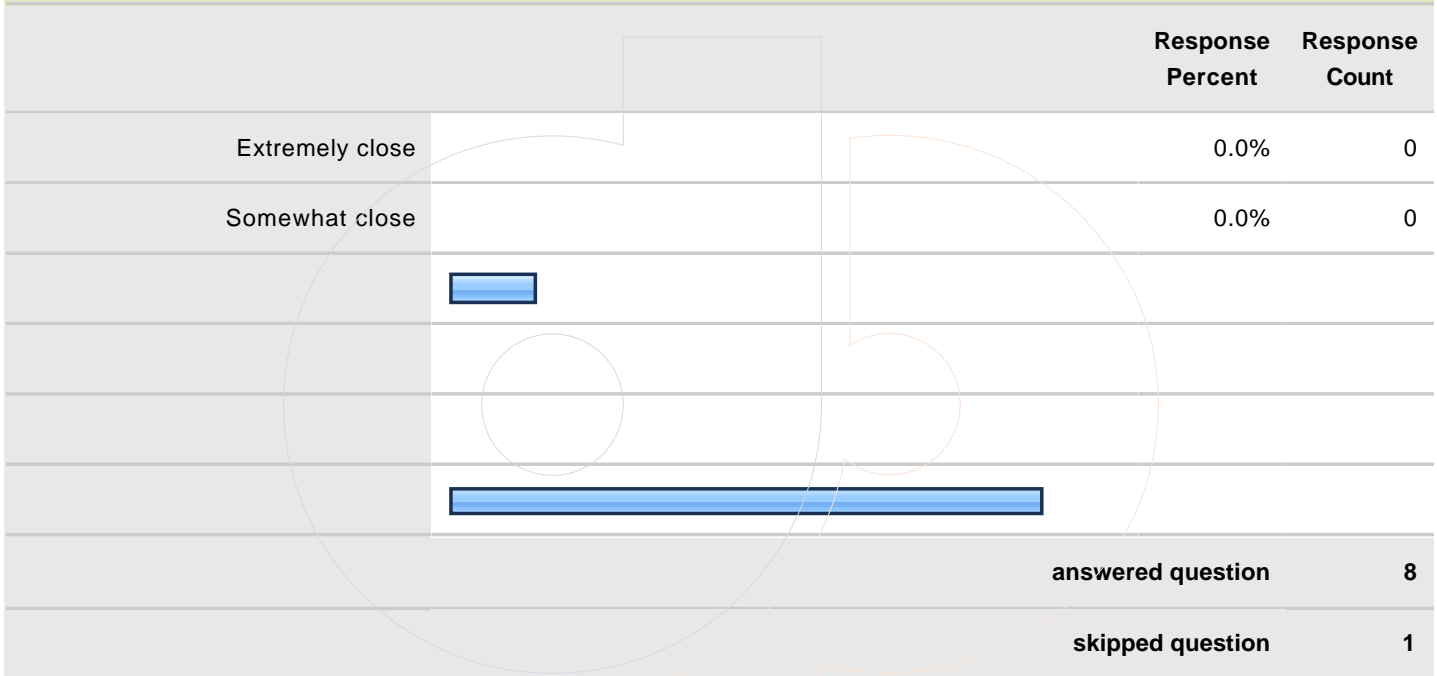 Response Percent Response Count
Extremely close 0.0% 0
Somewhat close 0.0% 0
answered question 8
skipped question 1